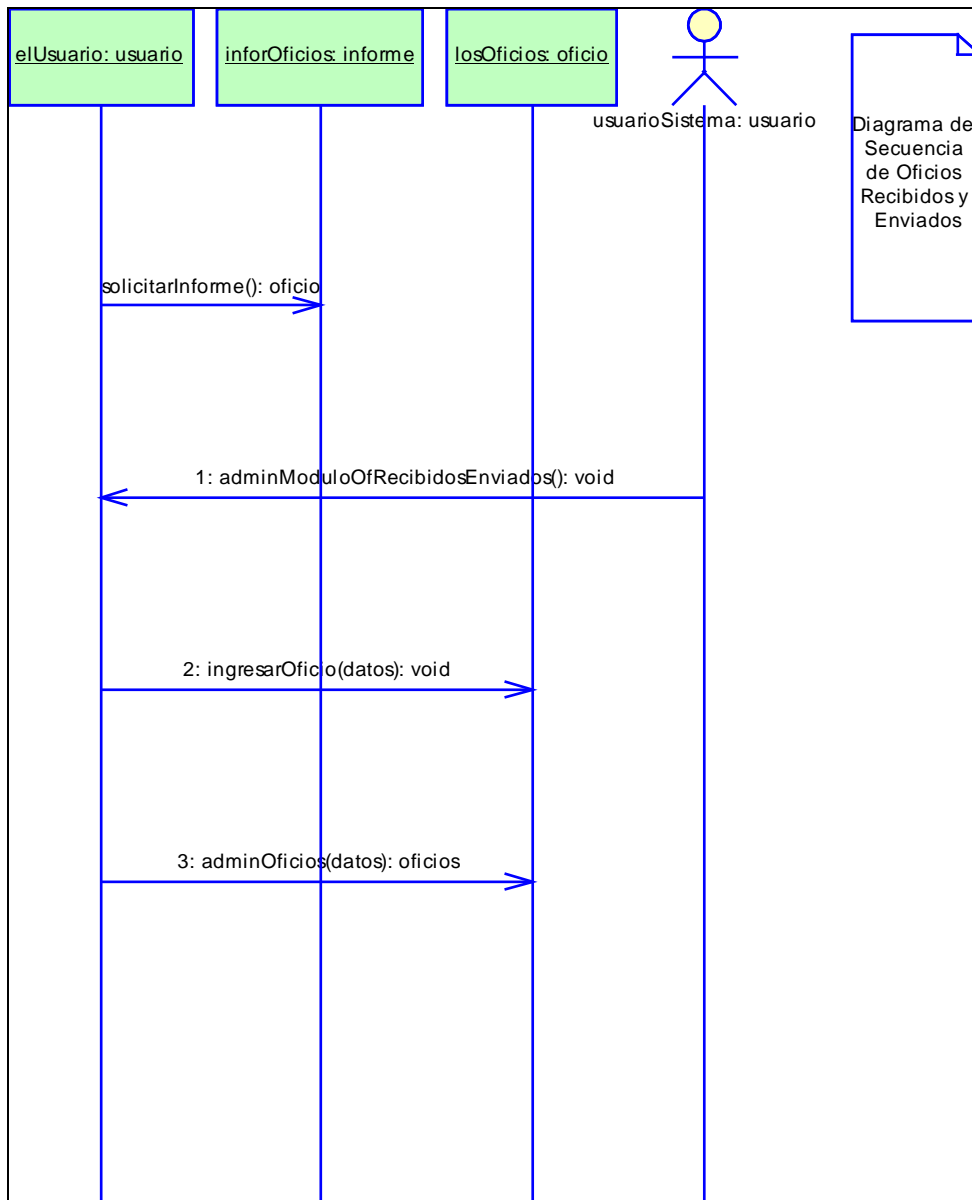 elUsuario: usuario
inforOficios: informe
losOficios: oficio
usuarioSistema: usuario
Diagrama de
Secuencia
de Oficios
Recibidos y
Enviados
solicitarInforme(): oficio
1: adminModuloOfRecibidosEnviados(): void
2: ingresarOficio(datos): void
3: adminOficios(datos): oficios